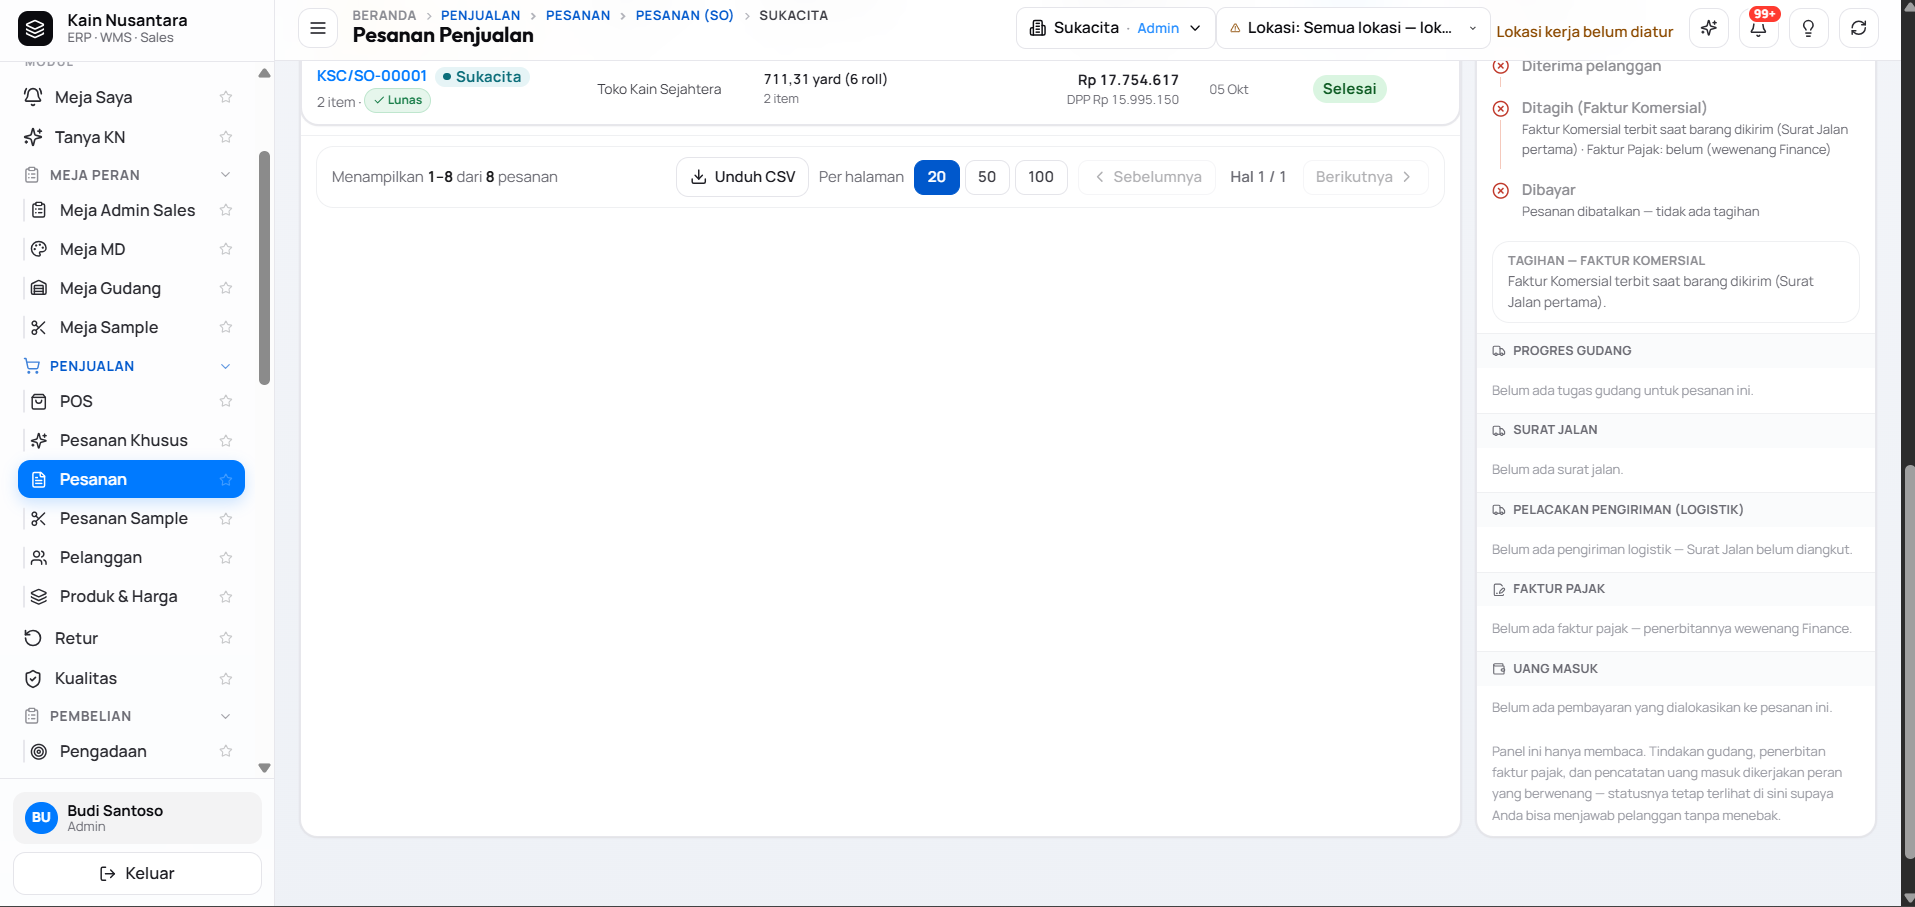 Kain Nusantara
ERP · WMS · Sales
MODUL
Meja Saya
Tanya KN
MEJA PERAN
Meja Admin Sales
Meja MD
Meja Gudang
Meja Sample
PENJUALAN
POS
Pesanan Khusus
Pesanan
Pesanan Sample
Pelanggan
Produk & Harga
Retur
Kualitas
PEMBELIAN
Pengadaan
BU
Budi Santoso
Admin
Keluar
BERANDA > PENJUALAN > PESANAN > PESANAN (SO) > SUKACITA
Pesanan Penjualan
Sukacita · Admin
Lokasi: Semua lokasi — lok...
Lokasi kerja belum diatur
99+
KSC/SO-00001 Sukacita
2 item · Lunas
Toko Kain Sejahtera
711,31 yard (6 roll)
2 item
Rp 17.754.617
DPP Rp 15.995.150
05 Okt
Selesai
Menampilkan 1–8 dari 8 pesanan
Unduh CSV
Per halaman 20 50 100
Sebelumnya
Hal 1 / 1
Berikutnya
Diterima pelanggan
Ditagih (Faktur Komersial)
Faktur Komersial terbit saat barang dikirim (Surat Jalan
pertama) · Faktur Pajak: belum (wewenang Finance)
Dibayar
Pesanan dibatalkan — tidak ada tagihan
TAGIHAN — FAKTUR KOMERSIAL
Faktur Komersial terbit saat barang dikirim (Surat
Jalan pertama).
PROGRES GUDANG
Belum ada tugas gudang untuk pesanan ini.
SURAT JALAN
Belum ada surat jalan.
PELACAKAN PENGIRIMAN (LOGISTIK)
Belum ada pengiriman logistik — Surat Jalan belum diangkut.
FAKTUR PAJAK
Belum ada faktur pajak — penerbitannya wewenang Finance.
UANG MASUK
Belum ada pembayaran yang dialokasikan ke pesanan ini.
Panel ini hanya membaca. Tindakan gudang, penerbitan
faktur pajak, dan pencatatan uang masuk dikerjakan peran
yang berwenang — statusnya tetap terlihat di sini supaya
Anda bisa menjawab pelanggan tanpa menebak.